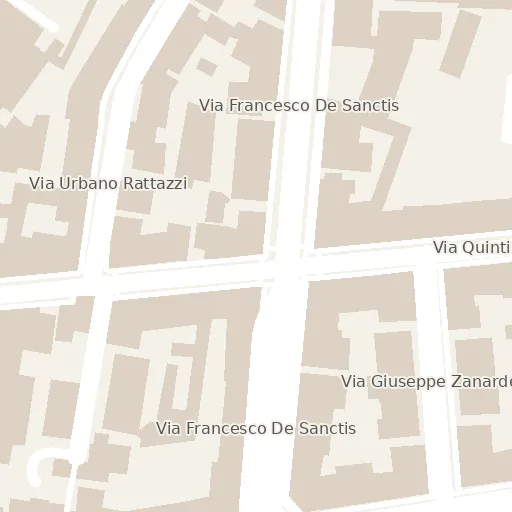 Via Francesco De Sanctis
Via Urbano Rattazzi
Via Quinti
Via Giuseppe Zanarde
Via Francesco De Sanctis